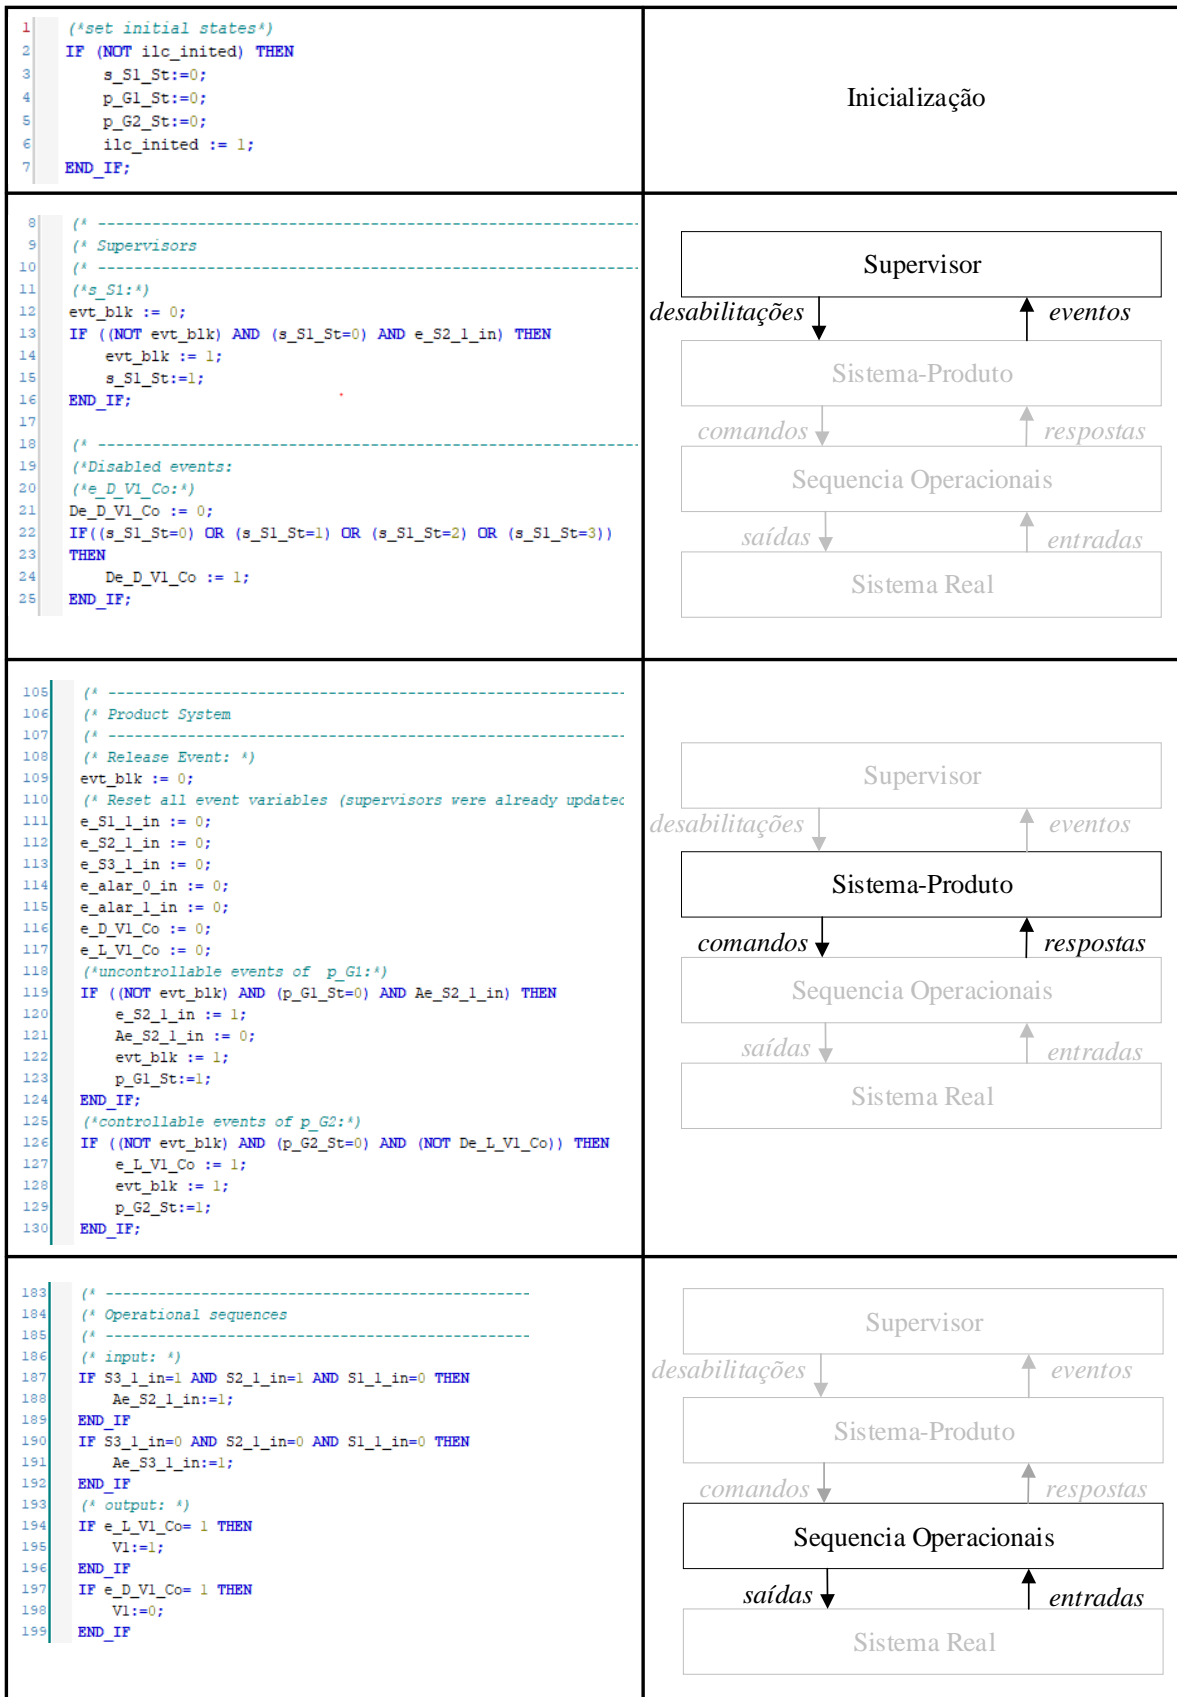 1 (*set initial states*)
2 IF (NOT ilc_inited) THEN
3 s_S1_St:=0;
4 p_G1_St:=0;
5 p_G2_St:=0;
6 ilc_inited := 1;
7 END_IF;
Inicialização
8 (* ------------------------------------------------------------
9 (* Supervisors
10 (* ------------------------------------------------------------
11 (*s_S1:*)
12 evt_blk := 0;
13 IF ((NOT evt_blk) AND (s_S1_St=0) AND e_S2_1_in) THEN
14 evt_blk := 1;
15 s_S1_St:=1;
16 END_IF;
17
18 (* ------------------------------------------------------------
19 (*Disabled events:
20 (*e_D_V1_Co:*)
21 De_D_V1_Co := 0;
22 IF((s_S1_St=0) OR (s_S1_St=1) OR (s_S1_St=2) OR (s_S1_St=3))
23 THEN
24 De_D_V1_Co := 1;
25 END_IF;
Supervisor
desabilitações eventos
Sistema-Produto
comandos respostas
Sequencia Operacionais
saídas entradas
Sistema Real
105 (* ---------------------------------------------------------
106 (* Product System
107 (* ---------------------------------------------------------
108 (* Release Event: *)
109 evt_blk := 0;
110 (* Reset all event variables (supervisors were already updated
111 e_S1_1_in := 0;
112 e_S2_1_in := 0;
113 e_S3_1_in := 0;
114 e_alar_0_in := 0;
115 e_alar_1_in := 0;
116 e_D_V1_Co := 0;
117 e_L_V1_Co := 0;
118 (*uncontrollable events of p_G1:*)
119 IF ((NOT evt_blk) AND (p_G1_St=0) AND Ae_S2_1_in) THEN
120 e_S2_1_in := 1;
121 Ae_S2_1_in := 0;
122 evt_blk := 1;
123 p_G1_St:=1;
124 END_IF;
125 (*controllable events of p_G2:*)
126 IF ((NOT evt_blk) AND (p_G2_St=0) AND (NOT De_L_V1_Co)) THEN
127 e_L_V1_Co := 1;
128 evt_blk := 1;
129 p_G2_St:=1;
130 END_IF;
Supervisor
desabilitações eventos
Sistema-Produto
comandos respostas
Sequencia Operacionais
saídas entradas
Sistema Real
183 (* -----------------------------------------------
184 (* Operational sequences
185 (* -----------------------------------------------
186 (* input: *)
187 IF S3_1_in=1 AND S2_1_in=1 AND S1_1_in=0 THEN
188 Ae_S2_1_in:=1;
189 END_IF
190 IF S3_1_in=0 AND S2_1_in=0 AND S1_1_in=0 THEN
191 Ae_S3_1_in:=1;
192 END_IF
193 (* output: *)
194 IF e_L_V1_Co= 1 THEN
195 V1:=1;
196 END_IF
197 IF e_D_V1_Co= 1 THEN
198 V1:=0;
199 END_IF
Supervisor
desabilitações eventos
Sistema-Produto
comandos respostas
Sequencia Operacionais
saídas entradas
Sistema Real